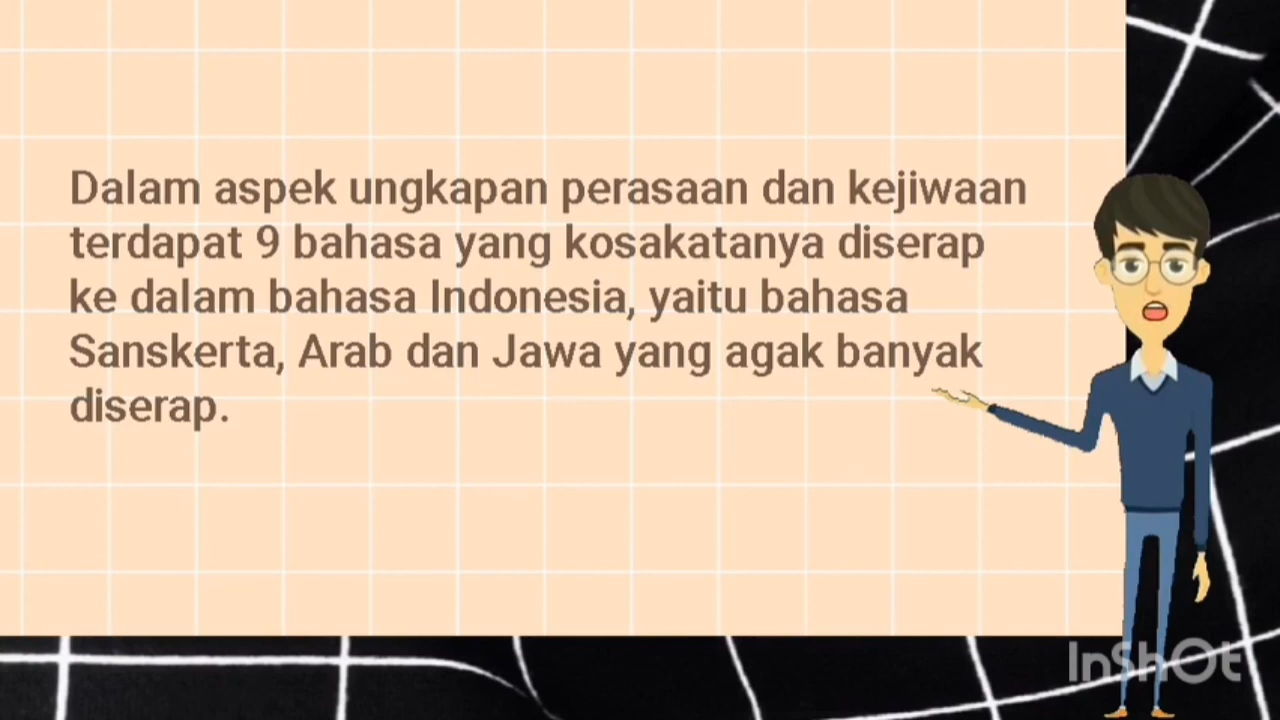 Dalam aspek ungkapan perasaan dan kejiwaan
terdapat 9 bahasa yang kosakatanya diserap
ke dalam bahasa Indonesia, yaitu bahasa
Sanskerta, Arab dan Jawa yang agak banyak
diserap.
InShOt